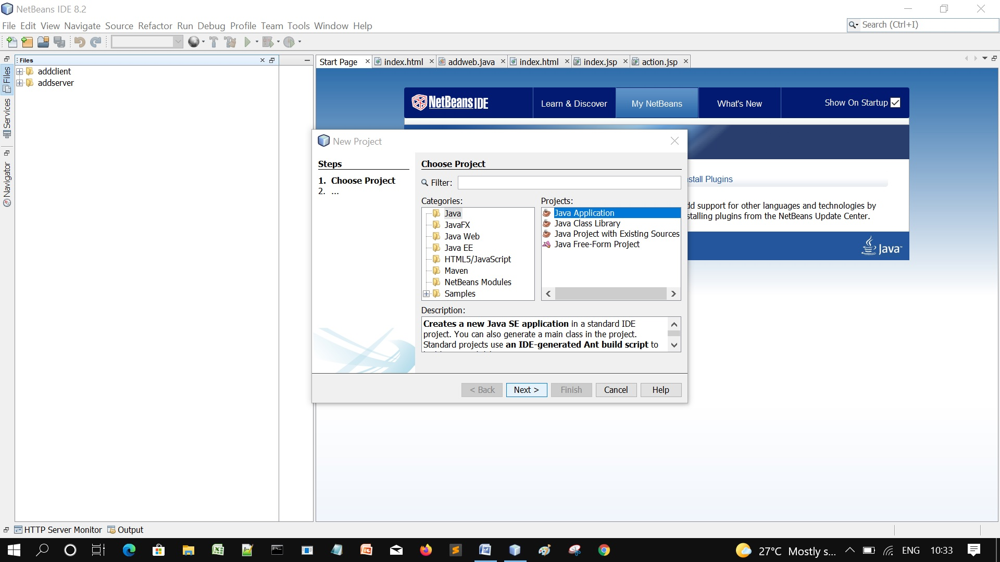 NetBeans IDE 8.2
File Edit View Navigate Source Refactor Run Debug Profile Team Tools Window Help
Search (Ctrl+I)
Files
addclient
addserver
Files
Services
Navigator
Start Page
index.html
addweb.java
index.html
index.jsp
action.jsp
NetBeans IDE
Learn & Discover
My NetBeans
What's New
Show On Startup
stall Plugins
dd support for other languages and technologies by
stalling plugins from the NetBeans Update Center.
Java
New Project
Steps
1. Choose Project
2. ...
Choose Project
Filter:
Categories:
Java
JavaFX
Java Web
Java EE
HTML5/JavaScript
Maven
NetBeans Modules
Samples
Projects:
Java Application
Java Class Library
Java Project with Existing Sources
Java Free-Form Project
Description:
Creates a new Java SE application in a standard IDE
project. You can also generate a main class in the project.
Standard projects use an IDE-generated Ant build script to
< Back
Next >
Finish
Cancel
Help
HTTP Server Monitor
Output
27°C Mostly s...
ENG
10:33